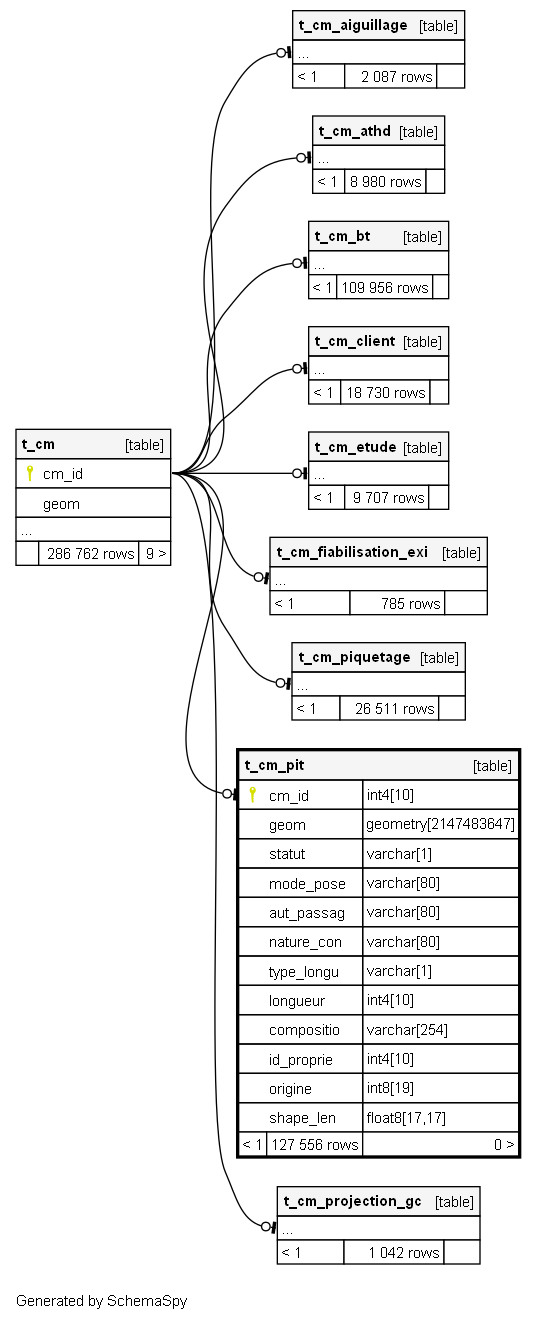 t_cm_aiguillage [table]
...
< 1 2 087 rows
t_cm_athd [table]
...
< 1 8 980 rows
t_cm_bt [table]
...
< 1 109 956 rows
t_cm_client [table]
...
< 1 18 730 rows
t_cm [table]
cm_id
geom
...
286 762 rows 9 >
t_cm_etude [table]
...
< 1 9 707 rows
t_cm_fiabilisation_exi [table]
...
< 1 785 rows
t_cm_piquetage [table]
...
< 1 26 511 rows
t_cm_pit [table]
cm_id int4[10]
geom geometry[2147483647]
statut varchar[1]
mode_pose varchar[80]
aut_passag varchar[80]
nature_con varchar[80]
type_longu varchar[1]
longueur int4[10]
compositio varchar[254]
id_proprie int4[10]
origine int8[19]
shape_len float8[17,17]
< 1 127 556 rows 0 >
t_cm_projection_gc [table]
...
< 1 1 042 rows
Generated by SchemaSpy